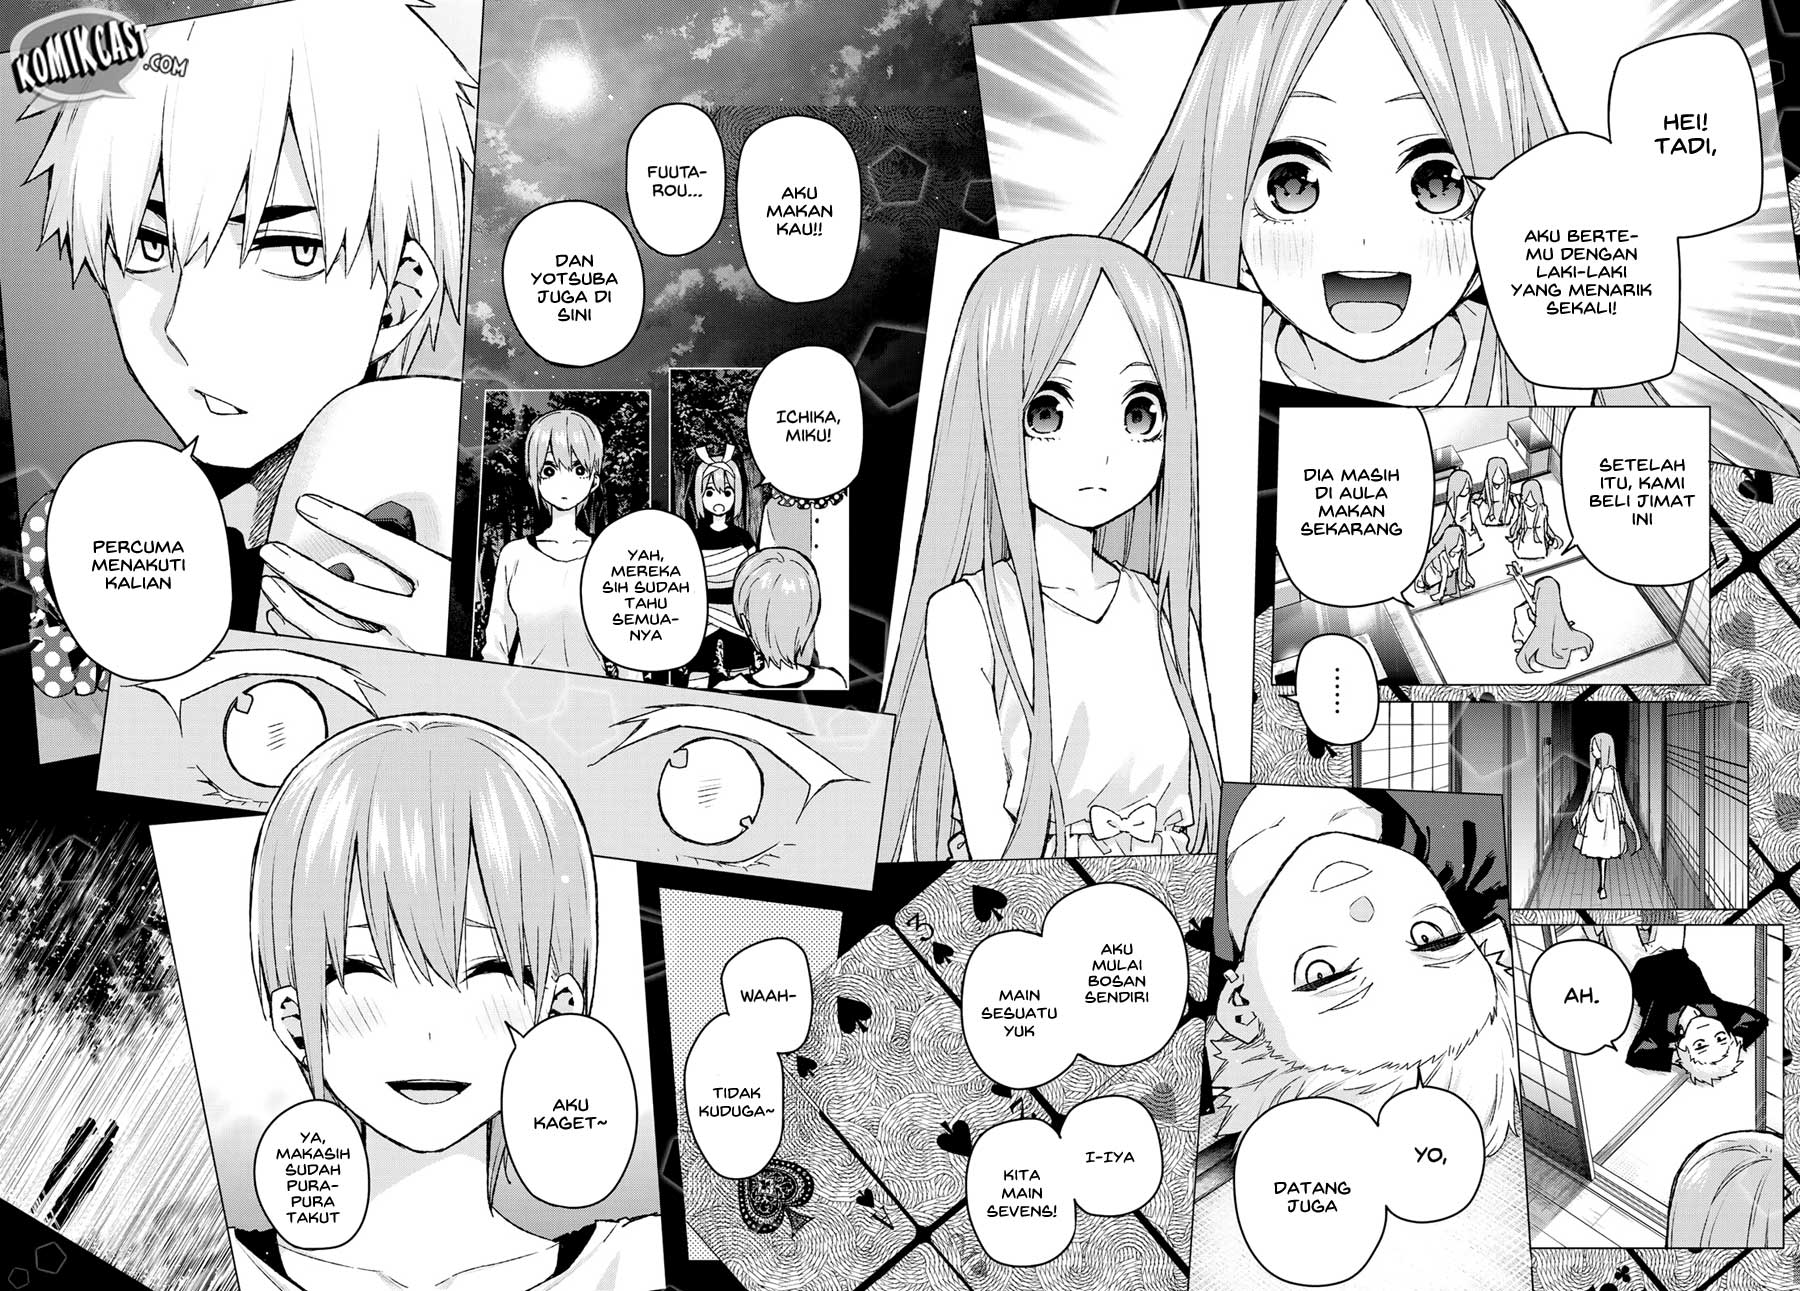 HEI!
TADI,
AKU BERTE-
MU DENGAN
LAKI-LAKI
YANG MENARIK
SEKALI!
SETELAH
ITU, KAMI
BELI JIMAT
INI
DIA MASIH
DI AULA
MAKAN
SEKARANG
.......
AH.
YO,
DATANG
JUGA
AKU
MULAI
BOSAN
SENDIRI
MAIN
SESUATU
YUK
I-IYA
KITA
MAIN
SEVENS!
3
7
A
WAAH-
TIDAK
KUDUGA~
AKU
MAKAN
KAU!!
FUUTA-
ROU...
DAN
YOTSUBA
JUGA DI
SINI
ICHIKA,
MIKU!
YAH,
MEREKA
SIH SUDAH
TAHU
SEMUA-
NYA
KOMIKCAST
.COM
PERCUMA
MENAKUTI
KALIAN
AKU
KAGET~
YA,
MAKASIH
SUDAH
PURA-
PURA
TAKUT